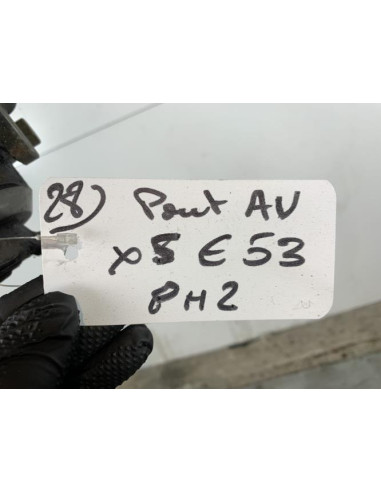 28) Pont AV
X5 E53
PH2